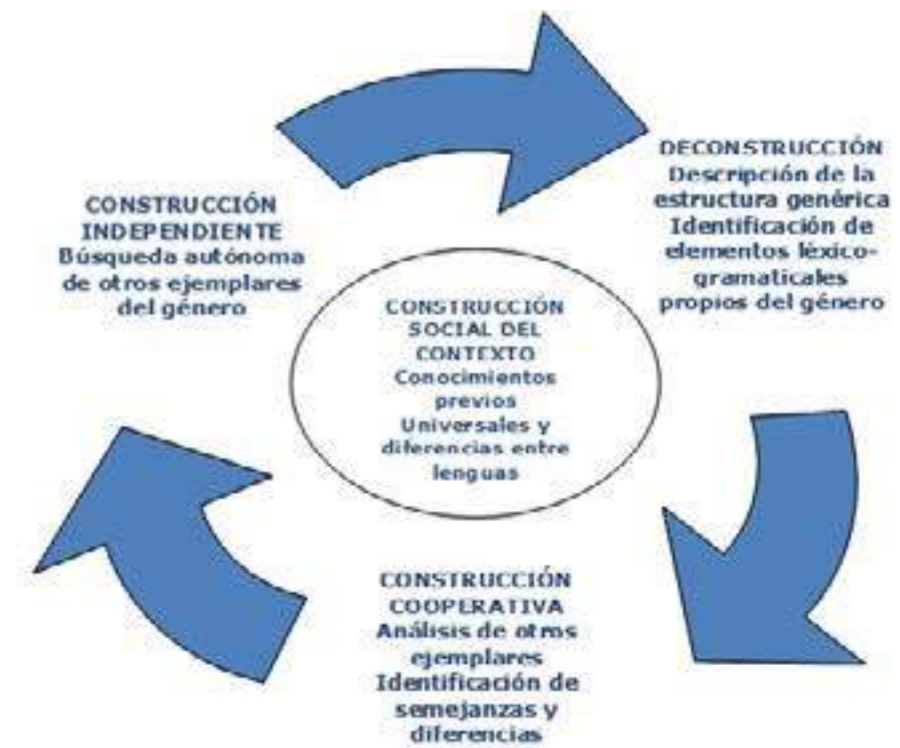 CONSTRUCCIÓN
INDEPENDIENTE
Búsqueda autónoma
de otros ejemplares
del género
DECONSTRUCCIÓN
Descripción de la
estructura genérica
Identificación de
elementos léxico-
gramaticales
propios del género
CONSTRUCCIÓN
SOCIAL DEL
CONTEXTO
Conocimientos
previos
Universales y
diferencias entre
lenguas
CONSTRUCCIÓN
COOPERATIVA
Análisis de otros
ejemplares
Identificación de
semejanzas y
diferencias